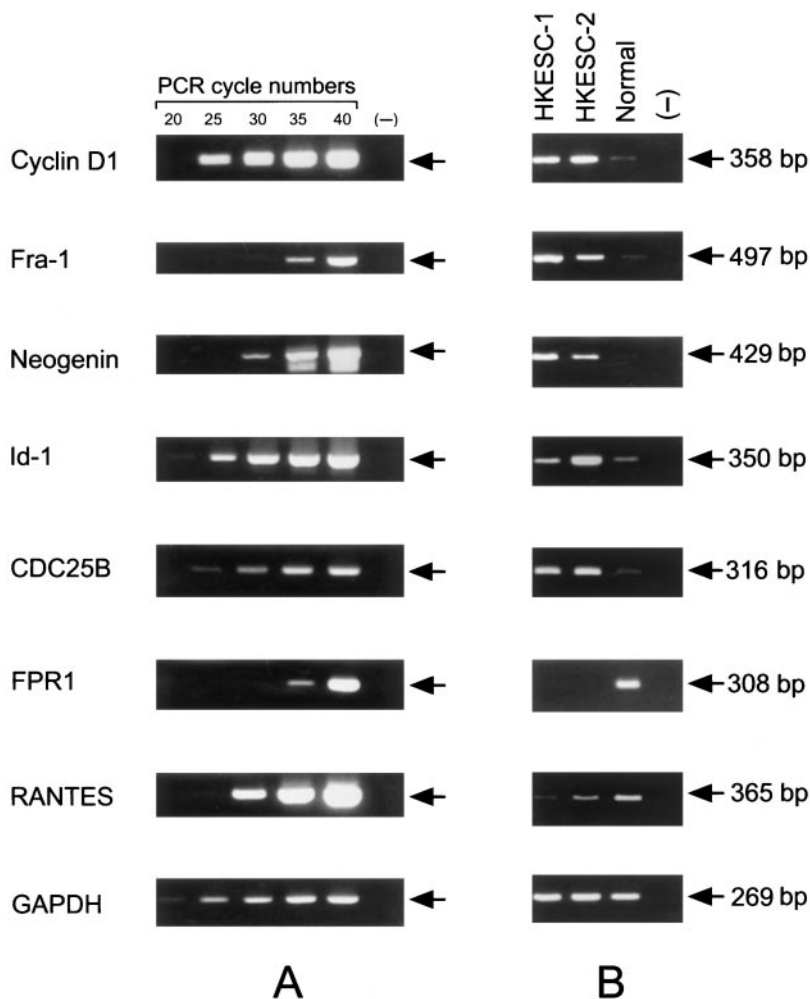 PCR cycle numbers
20 25 30 35 40 (–)
HKESC-1 HKESC-2 Normal (–)
Cyclin D1 358 bp
Fra-1 497 bp
Neogenin 429 bp
Id-1 350 bp
CDC25B 316 bp
FPR1 308 bp
RANTES 365 bp
GAPDH 269 bp
A B